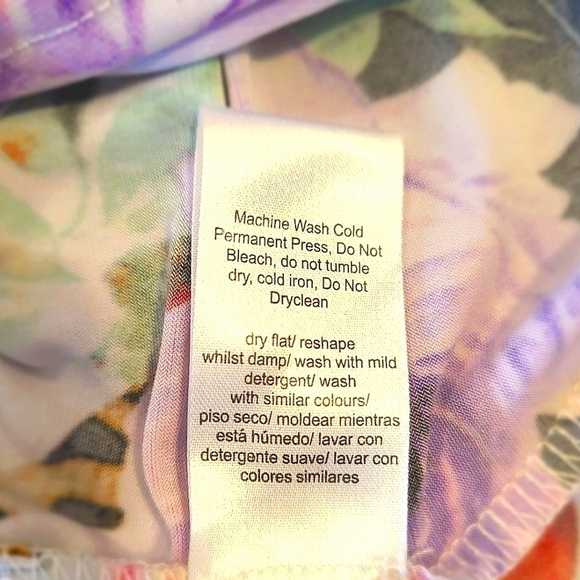 Machine Wash Cold
Permanent Press, Do Not
Bleach, do not tumble
dry, cold iron, Do Not
Dryclean
dry flat/ reshape
whilst damp/ wash with mild
detergent/ wash
with similar colours/
piso seco/ moldear mientras
está húmedo/ lavar con
detergente suave/ lavar con
colores similares